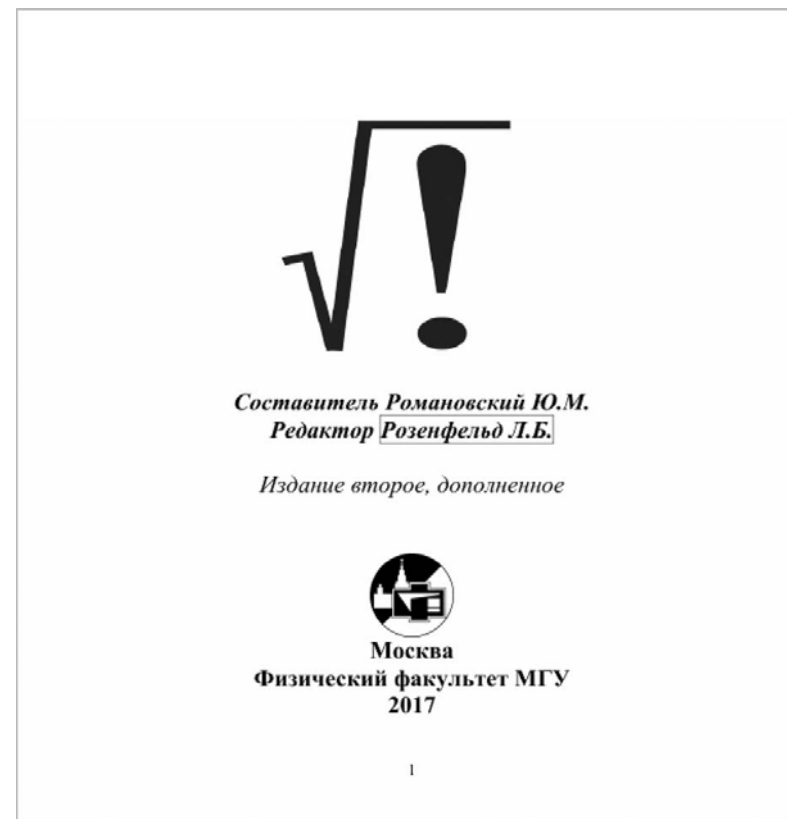 √!
Составитель Романовский Ю.М.
Редактор Розенфельд Л.Б.
Издание второе, дополненное
Москва
Физический факультет МГУ
2017
1